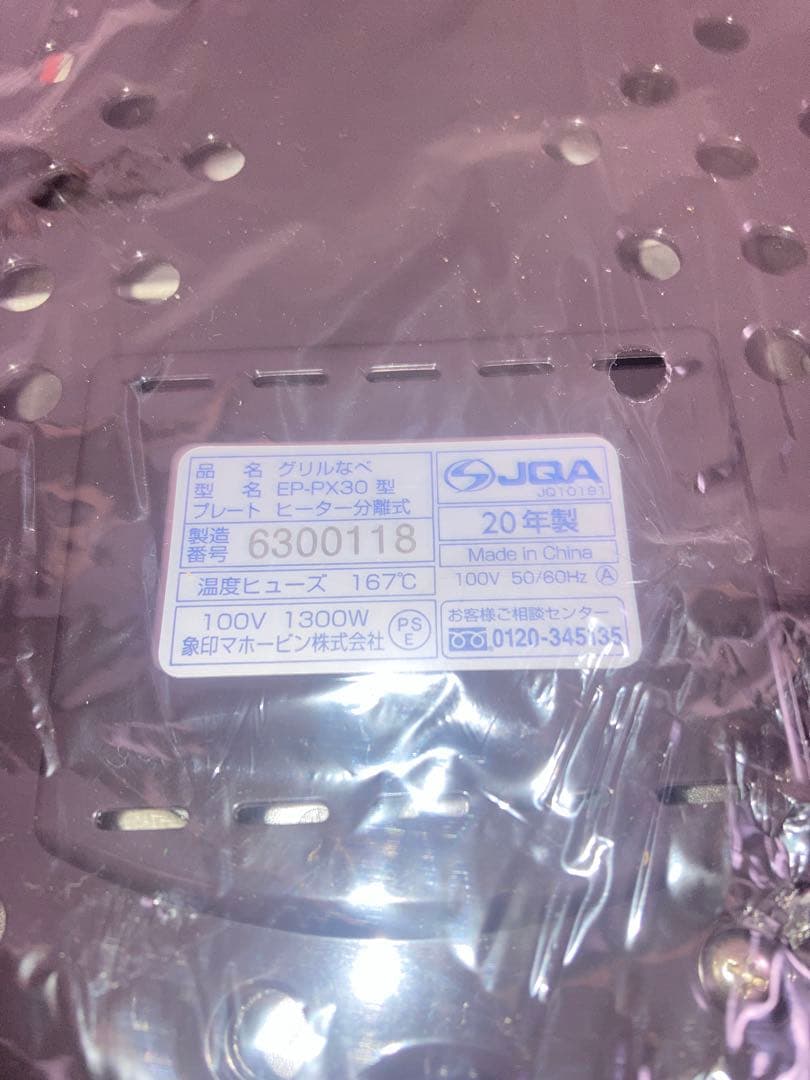 品名 グリルなべ
型名 EP-PX30 型
プレート ヒーター分離式
製造番号 6300118
温度ヒューズ 167℃
100V 1300W
象印マホービン株式会社
PSE
JQA
JQT0191
20年製
Made in China
100V 50/60Hz Ⓐ
お客様ご相談センター
0120-345135